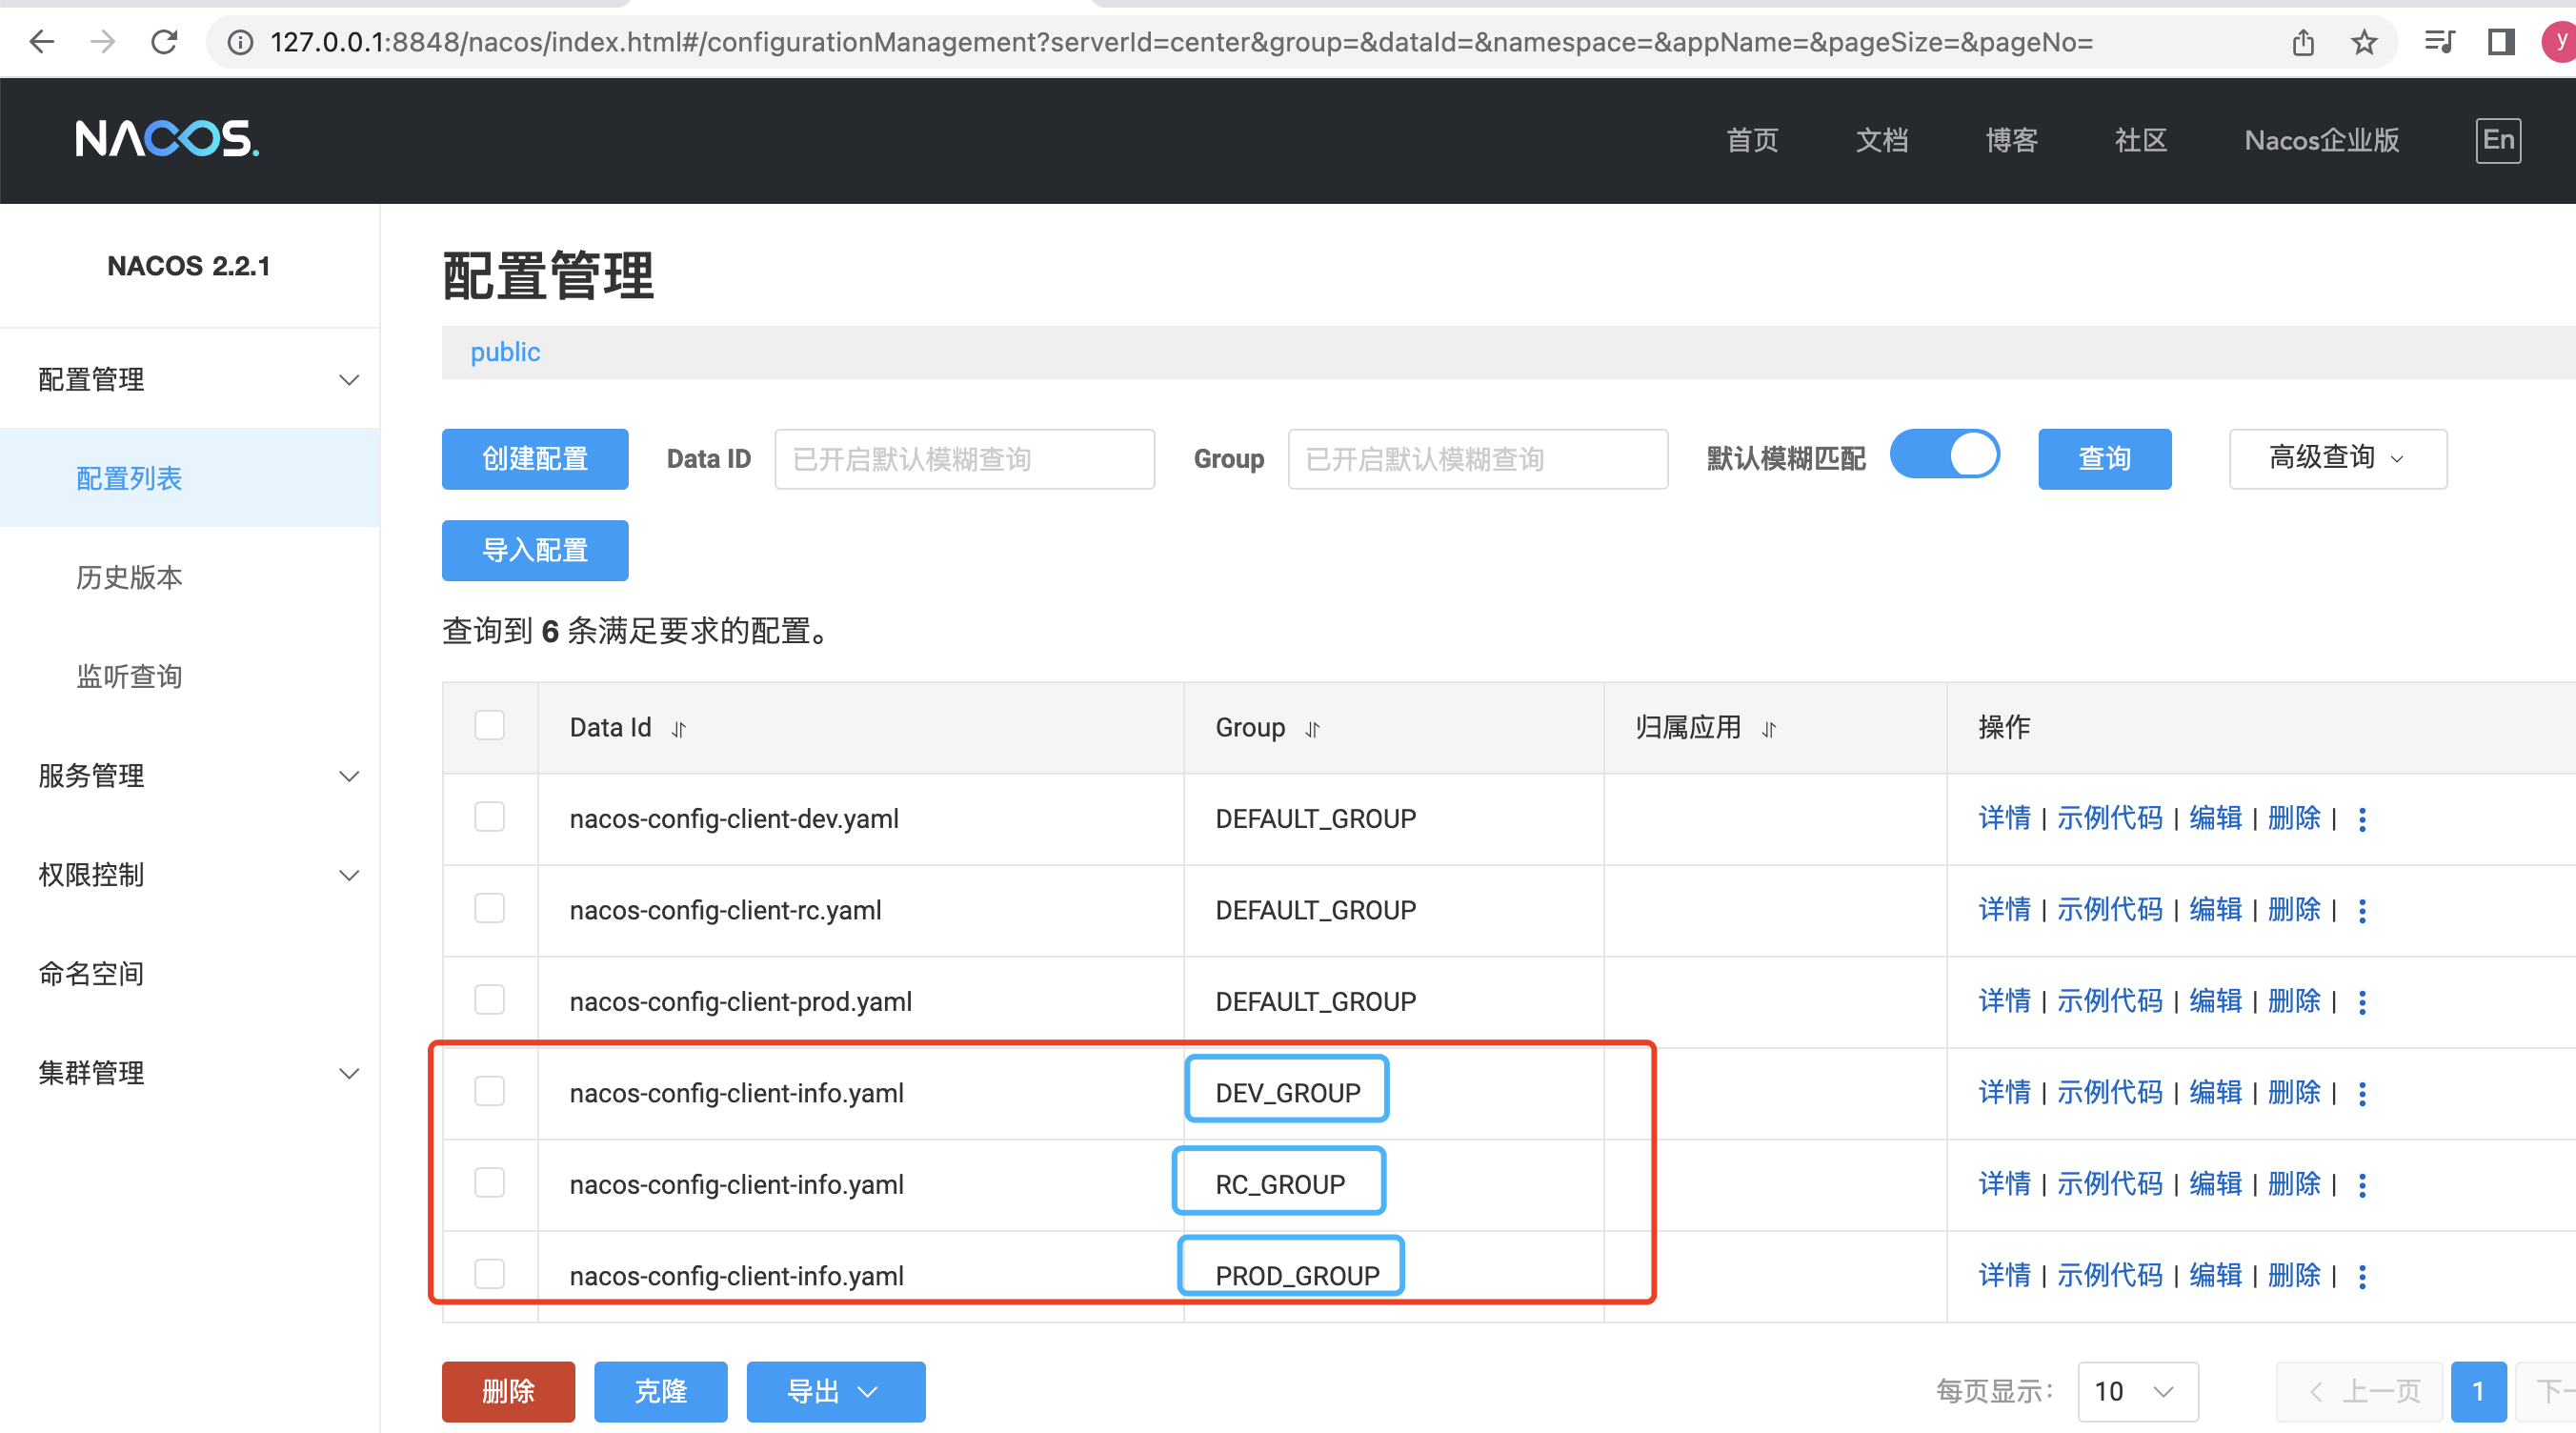 127.0.0.1:8848/nacos/index.html#/configurationManagement?serverId=center&group=&dataId=&namespace=&appName=&pageSize=&pageNo=
y
NACOS.
首页 文档 博客 社区 Nacos企业版 En
NACOS 2.2.1
配置管理
配置列表
历史版本
监听查询
服务管理
权限控制
命名空间
集群管理
配置管理
public
创建配置 Data ID 已开启默认模糊查询 Group 已开启默认模糊查询 默认模糊匹配 查询 高级查询
导入配置
查询到 6 条满足要求的配置。
Data Id Group 归属应用 操作
nacos-config-client-dev.yaml DEFAULT_GROUP 详情 | 示例代码 | 编辑 | 删除 |
nacos-config-client-rc.yaml DEFAULT_GROUP 详情 | 示例代码 | 编辑 | 删除 |
nacos-config-client-prod.yaml DEFAULT_GROUP 详情 | 示例代码 | 编辑 | 删除 |
nacos-config-client-info.yaml DEV_GROUP 详情 | 示例代码 | 编辑 | 删除 |
nacos-config-client-info.yaml RC_GROUP 详情 | 示例代码 | 编辑 | 删除 |
nacos-config-client-info.yaml PROD_GROUP 详情 | 示例代码 | 编辑 | 删除 |
删除 克隆 导出 每页显示: 10 上一页 1 下一